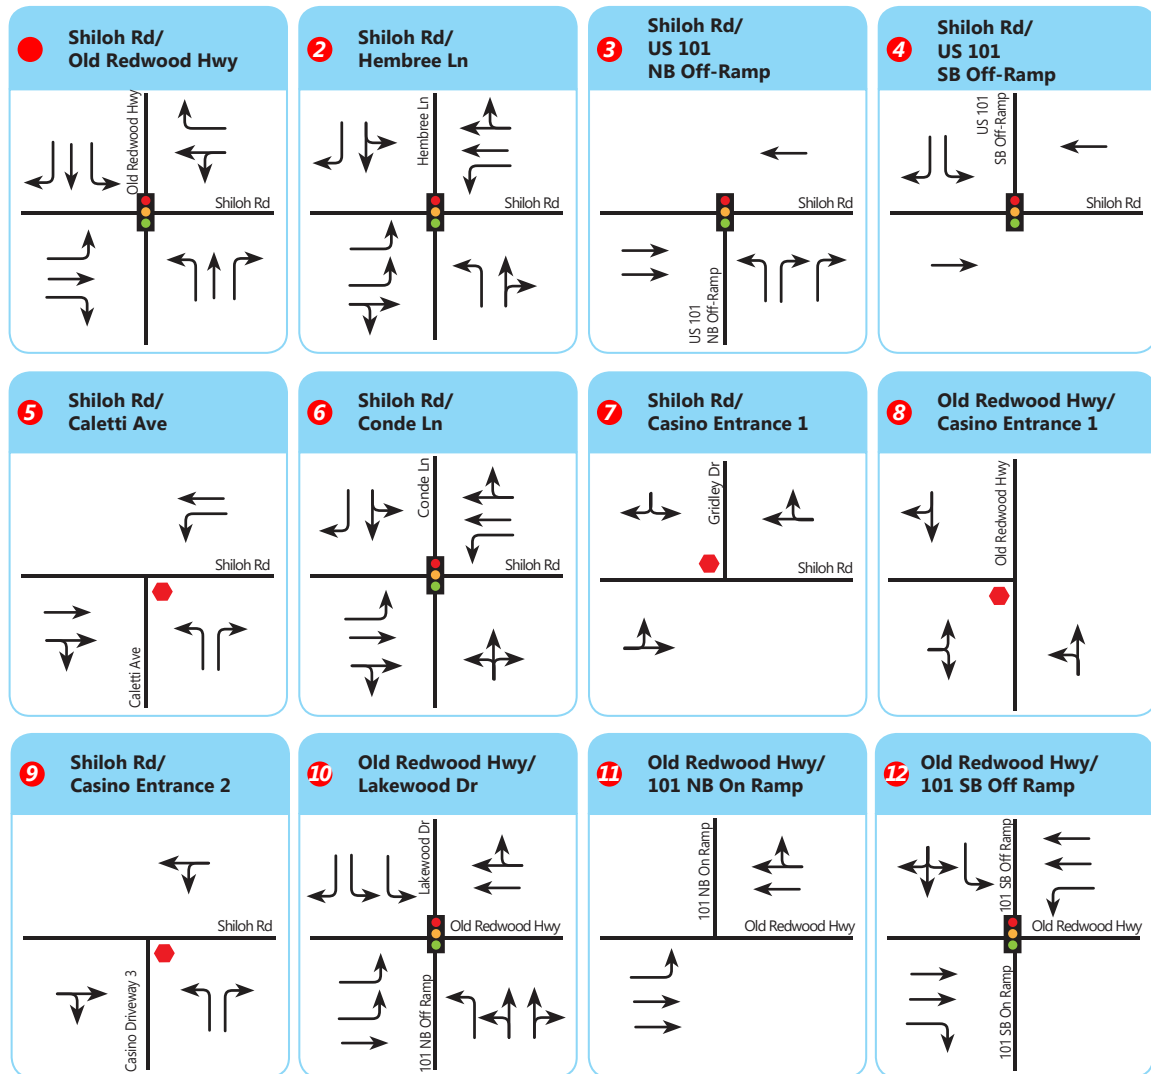 Shiloh Rd/
Old Redwood Hwy
Old Redwood Hwy
Shiloh Rd
2
Shiloh Rd/
Hembree Ln
Hembree Ln
Shiloh Rd
3
Shiloh Rd/
US 101
NB Off-Ramp
Shiloh Rd
US 101
NB Off-Ramp
4
Shiloh Rd/
US 101
SB Off-Ramp
US 101
SB Off-Ramp
Shiloh Rd
5
Shiloh Rd/
Caletti Ave
Shiloh Rd
Caletti Ave
6
Shiloh Rd/
Conde Ln
Conde Ln
Shiloh Rd
7
Shiloh Rd/
Casino Entrance 1
Gridley Dr
Shiloh Rd
8
Old Redwood Hwy/
Casino Entrance 1
Old Redwood Hwy
9
Shiloh Rd/
Casino Entrance 2
Shiloh Rd
Casino Driveway 3
10
Old Redwood Hwy/
Lakewood Dr
Lakewood Dr
Old Redwood Hwy
101 NB Off Ramp
11
Old Redwood Hwy/
101 NB On Ramp
101 NB On Ramp
Old Redwood Hwy
12
Old Redwood Hwy/
101 SB Off Ramp
101 SB Off Ramp
Old Redwood Hwy
101 SB On Ramp